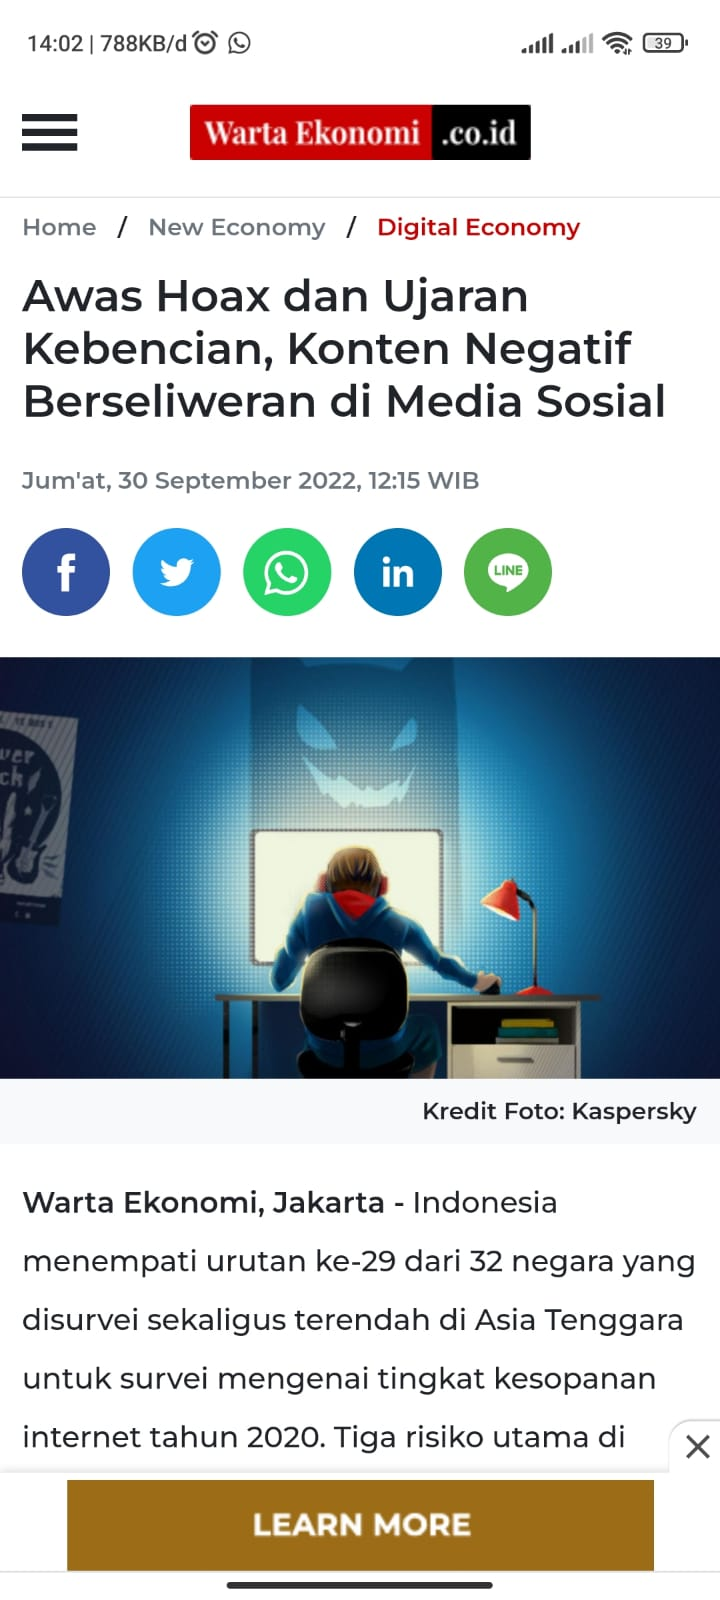 14:02 | 788KB/d
39
Warta Ekonomi .co.id
Home / New Economy / Digital Economy
Awas Hoax dan Ujaran
Kebencian, Konten Negatif
Berseliweran di Media Sosial
Jum'at, 30 September 2022, 12:15 WIB
f
in
LINE
Kredit Foto: Kaspersky
Warta Ekonomi, Jakarta - Indonesia
menempati urutan ke-29 dari 32 negara yang
disurvei sekaligus terendah di Asia Tenggara
untuk survei mengenai tingkat kesopanan
internet tahun 2020. Tiga risiko utama di
LEARN MORE